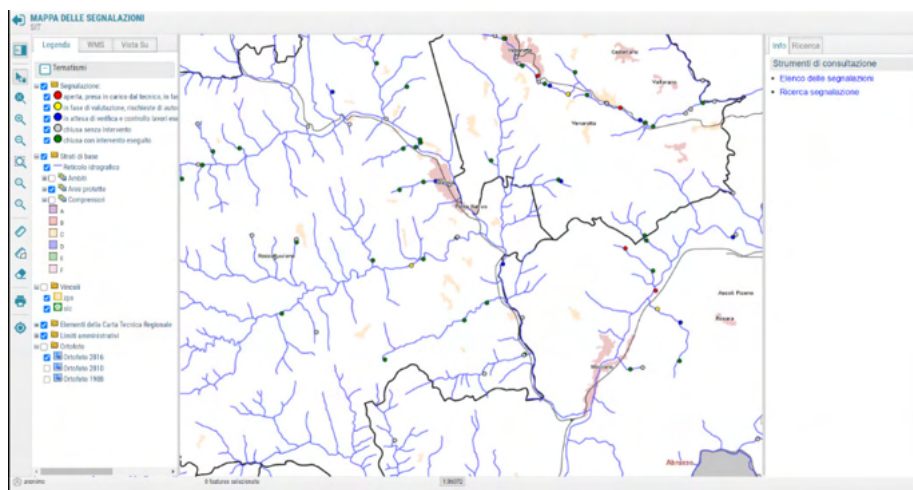 MAPPA DELLE SEGNALAZIONI
SIT
Legenda
WMS
Vista Su
Tematismi
Segnalazione:
aperta, presa in carico dal tecnico, in fas
in fase di valutazione, richieste di auto
in attesa di verifica e controllo lavori ese
chiusa senza intervento
chiusa con intervento eseguito
Strati di base
Reticolo idrografico
Ambiti
Aree protette
Comprensori
A
B
C
D
E
F
Vincoli
zps
sic
Elementi della Carta Tecnica Regionale
Limiti amministrativi
Ortofoto
Ortofoto 2016
Ortofoto 2010
Ortofoto 1988
Venarotta
Ascoli Piceno
Abruzzo
Info
Ricerca
Strumenti di consultazione
Elenco delle segnalazioni
Ricerca segnalazione
anonimo
0 features selezionate